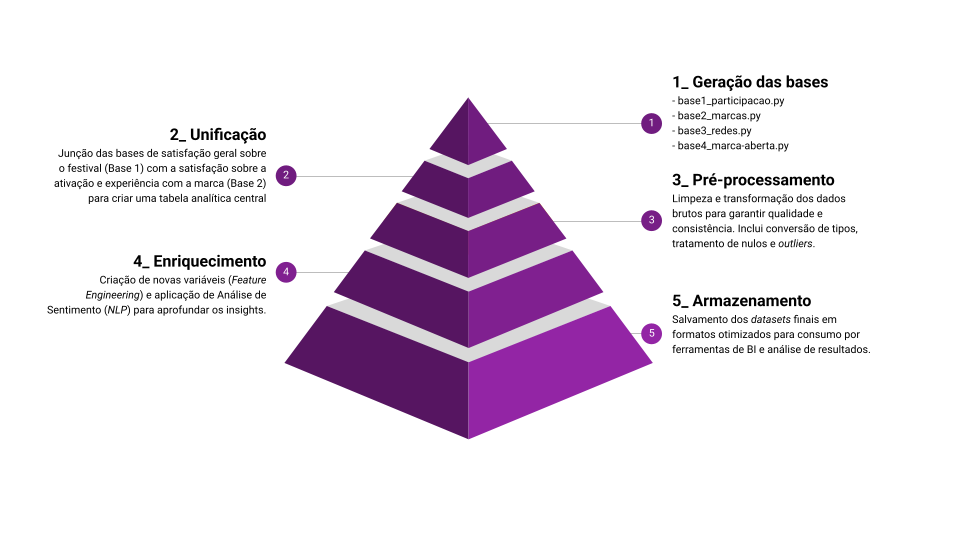 1_ Geração das bases
- base1_participacao.py
- base2_marcas.py
- base3_redes.py
- base4_marca-aberta.py
1
2_ Unificação
Junção das bases de satisfação geral sobre
o festival (Base 1) com a satisfação sobre a
ativação e experiência com a marca (Base 2)
para criar uma tabela analítica central
2
3_ Pré-processamento
Limpeza e transformação dos dados
brutos para garantir qualidade e
consistência. Inclui conversão de tipos,
tratamento de nulos e outliers.
3
4_ Enriquecimento
Criação de novas variáveis (Feature
Engineering) e aplicação de Análise de
Sentimento (NLP) para aprofundar os insights.
4
5_ Armazenamento
Salvamento dos datasets finais em
formatos otimizados para consumo por
ferramentas de BI e análise de resultados.
5